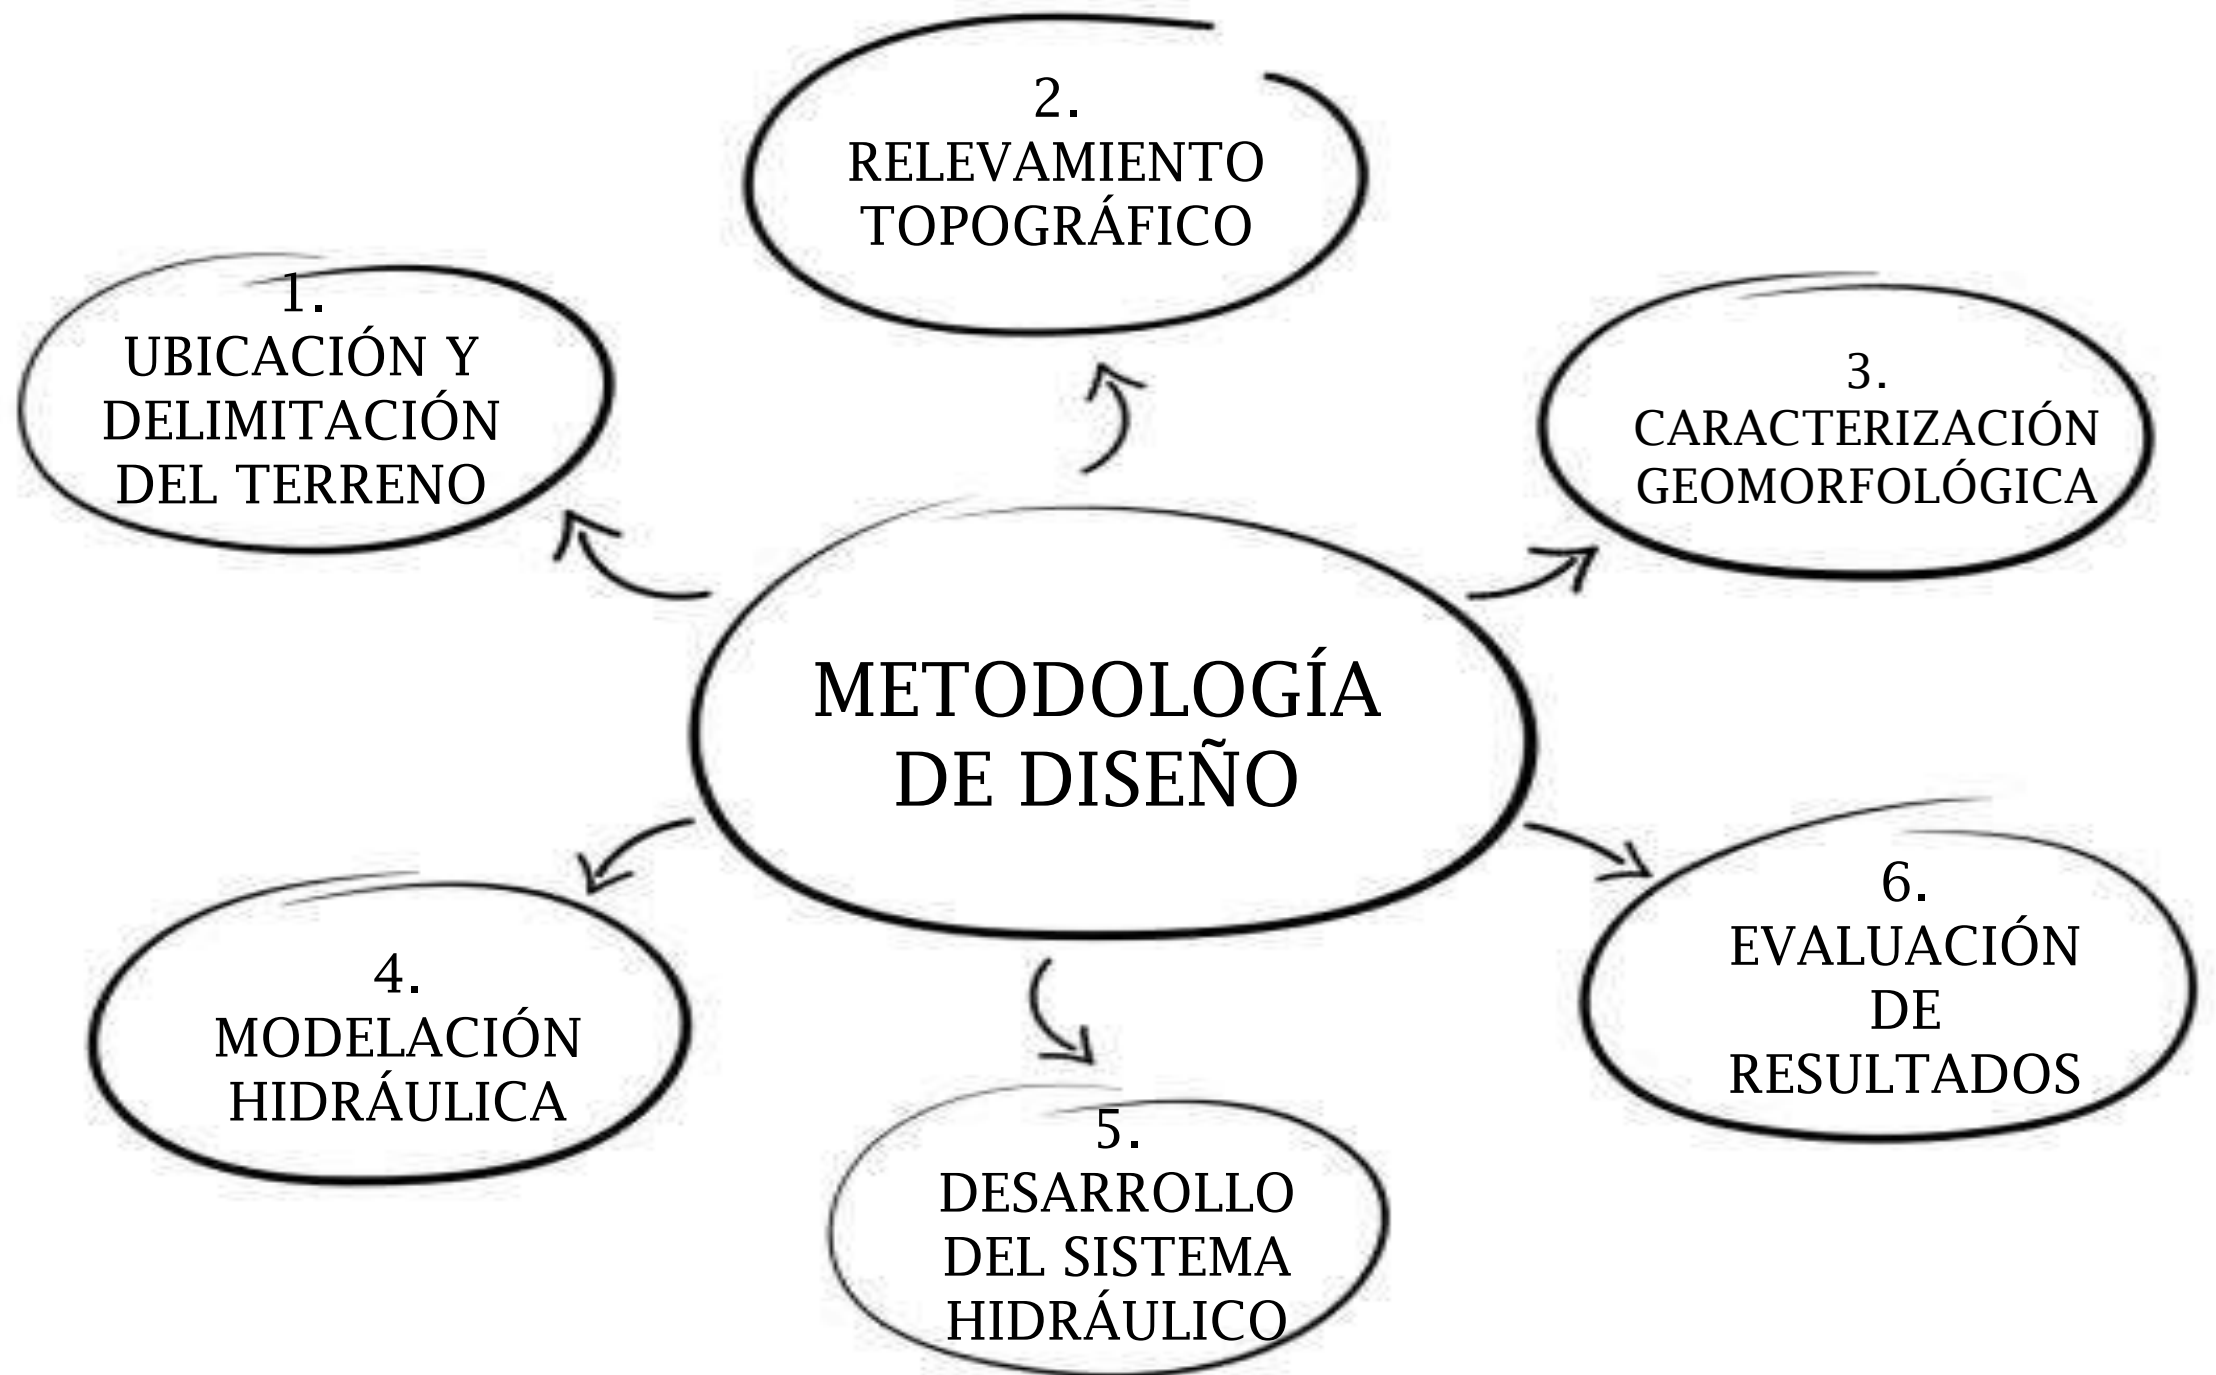 1.
UBICACIÓN Y
DELIMITACIÓN
DEL TERRENO
2.
RELEVAMIENTO
TOPOGRÁFICO
3.
CARACTERIZACIÓN
GEOMORFOLÓGICA
METODOLOGÍA
DE DISEÑO
4.
MODELACIÓN
HIDRÁULICA
5.
DESARROLLO
DEL SISTEMA
HIDRÁULICO
6.
EVALUACIÓN
DE
RESULTADOS